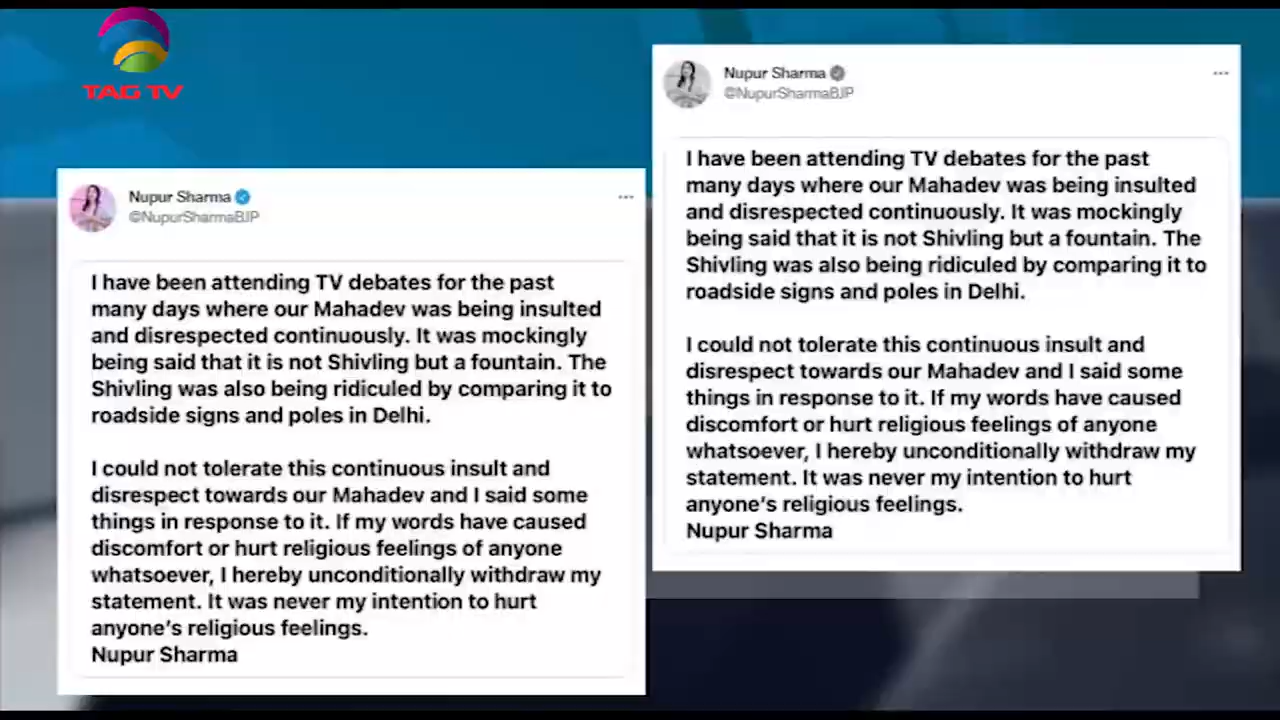 TAG TV
Nupur Sharma
@NupurSharmaBJP
I have been attending TV debates for the past
many days where our Mahadev was being insulted
and disrespected continuously. It was mockingly
being said that it is not Shivling but a fountain. The
Shivling was also being ridiculed by comparing it to
roadside signs and poles in Delhi.
I could not tolerate this continuous insult and
disrespect towards our Mahadev and I said some
things in response to it. If my words have caused
discomfort or hurt religious feelings of anyone
whatsoever, I hereby unconditionally withdraw my
statement. It was never my intention to hurt
anyone's religious feelings.
Nupur Sharma
Nupur Sharma
@NupurSharmaBJP
I have been attending TV debates for the past
many days where our Mahadev was being insulted
and disrespected continuously. It was mockingly
being said that it is not Shivling but a fountain. The
Shivling was also being ridiculed by comparing it to
roadside signs and poles in Delhi.
I could not tolerate this continuous insult and
disrespect towards our Mahadev and I said some
things in response to it. If my words have caused
discomfort or hurt religious feelings of anyone
whatsoever, I hereby unconditionally withdraw my
statement. It was never my intention to hurt
anyone's religious feelings.
Nupur Sharma